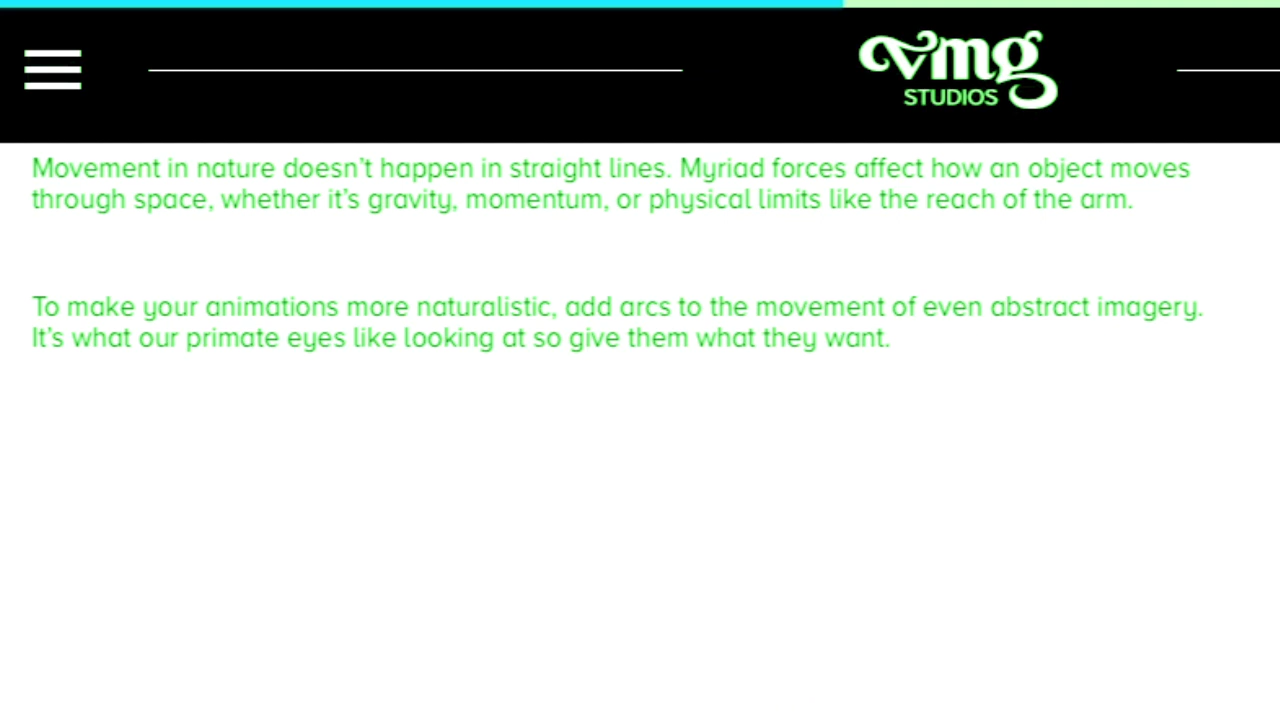 vmg
STUDIOS
Movement in nature doesn’t happen in straight lines. Myriad forces affect how an object moves
through space, whether it’s gravity, momentum, or physical limits like the reach of the arm.
To make your animations more naturalistic, add arcs to the movement of even abstract imagery.
It’s what our primate eyes like looking at so give them what they want.